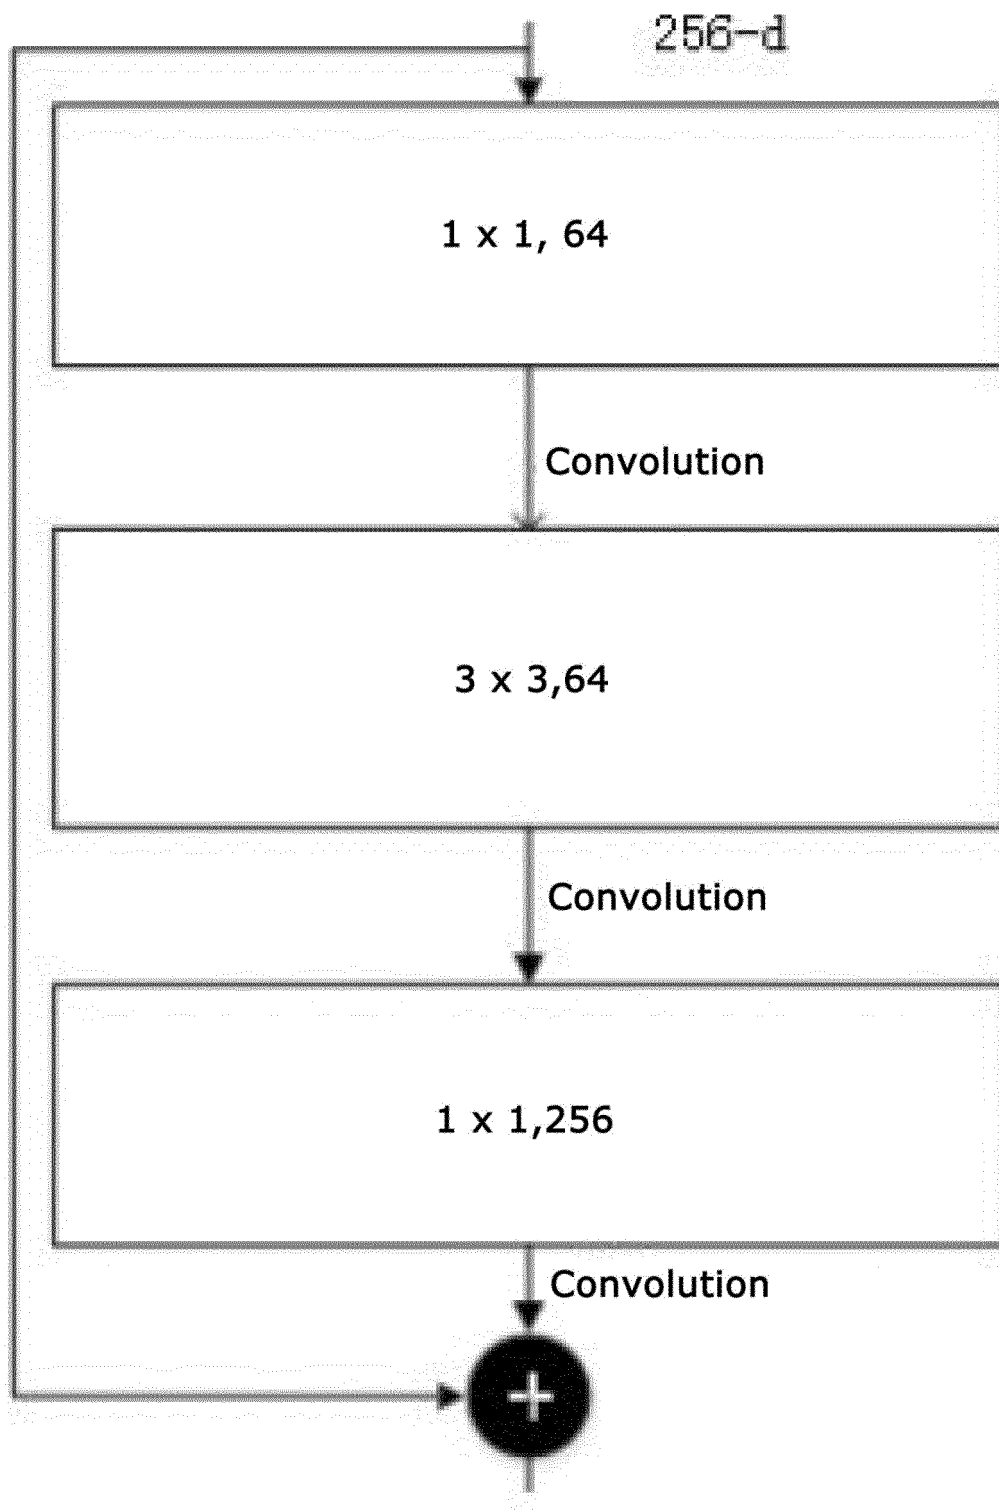 256-d
1 x 1, 64
Convolution
3 x 3,64
Convolution
1 x 1,256
Convolution
+